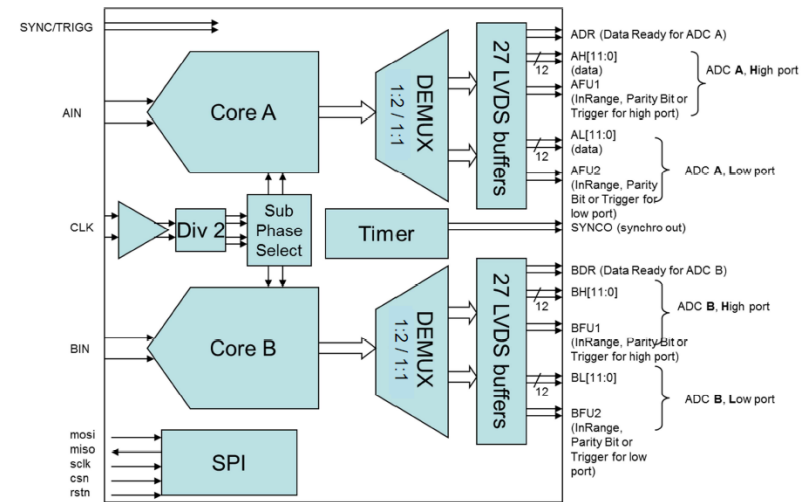 SYNC/TRIGG
AIN
CLK
BIN
mosi
miso
sclk
csn
rstn
Core A
Div 2
Sub
Phase
Select
Timer
Core B
SPI
DEMUX
1:2 / 1:1
27 LVDS buffers
DEMUX
1:2 / 1:1
27 LVDS buffers
ADR (Data Ready for ADC A)
AH[11:0]
12
(data)
AFU1
(InRange, Parity Bit or
Trigger for high port)
ADC A, High port
AL[11:0]
12
(data)
AFU2
(InRange, Parity
Bit or Trigger for
low port)
ADC A, Low port
SYNCO (synchro out)
BDR (Data Ready for ADC B)
BH[11:0]
12
BFU1
(InRange, Parity Bit or
Trigger for high port)
ADC B, High port
BL[11:0]
12
BFU2
(InRange,
Parity Bit or
Trigger for low
port)
ADC B, Low port